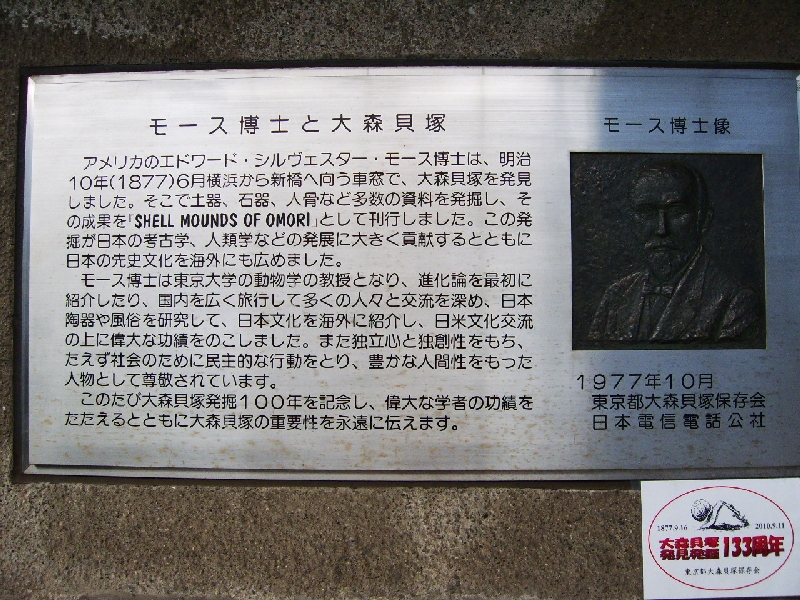 モース博士と大森貝塚
アメリカのエドワード・シルヴェスター・モース博士は、明治
10年(1877)6月横浜から新橋へ向う車窓で、大森貝塚を発見
しました。そこで土器、石器、人骨など多数の資料を発掘し、そ
の成果を「SHELL MOUNDS OF OMORI」として刊行しました。この発
掘が日本の考古学、人類学などの発展に大きく貢献するとともに
日本の先史文化を海外にも広めました。
モース博士は東京大学の動物学の教授となり、進化論を最初に
紹介したり、国内を広く旅行して多くの人々と交流を深め、日本
陶器や風俗を研究して、日本文化を海外に紹介し、日米文化交流
の上に偉大な功績をのこしました。また独立心と独創性をもち、
たえず社会のために民主的な行動をとり、豊かな人間性をもった
人物として尊敬されています。
このたび大森貝塚発掘100年を記念し、偉大な学者の功績を
たたえるとともに大森貝塚の重要性を永遠に伝えます。
モース博士像
1977年10月
東京都大森貝塚保存会
日本電信電話公社
1877.9.16 2010.9.11
大森貝塚
発見発掘 133周年
東京都大森貝塚保存会